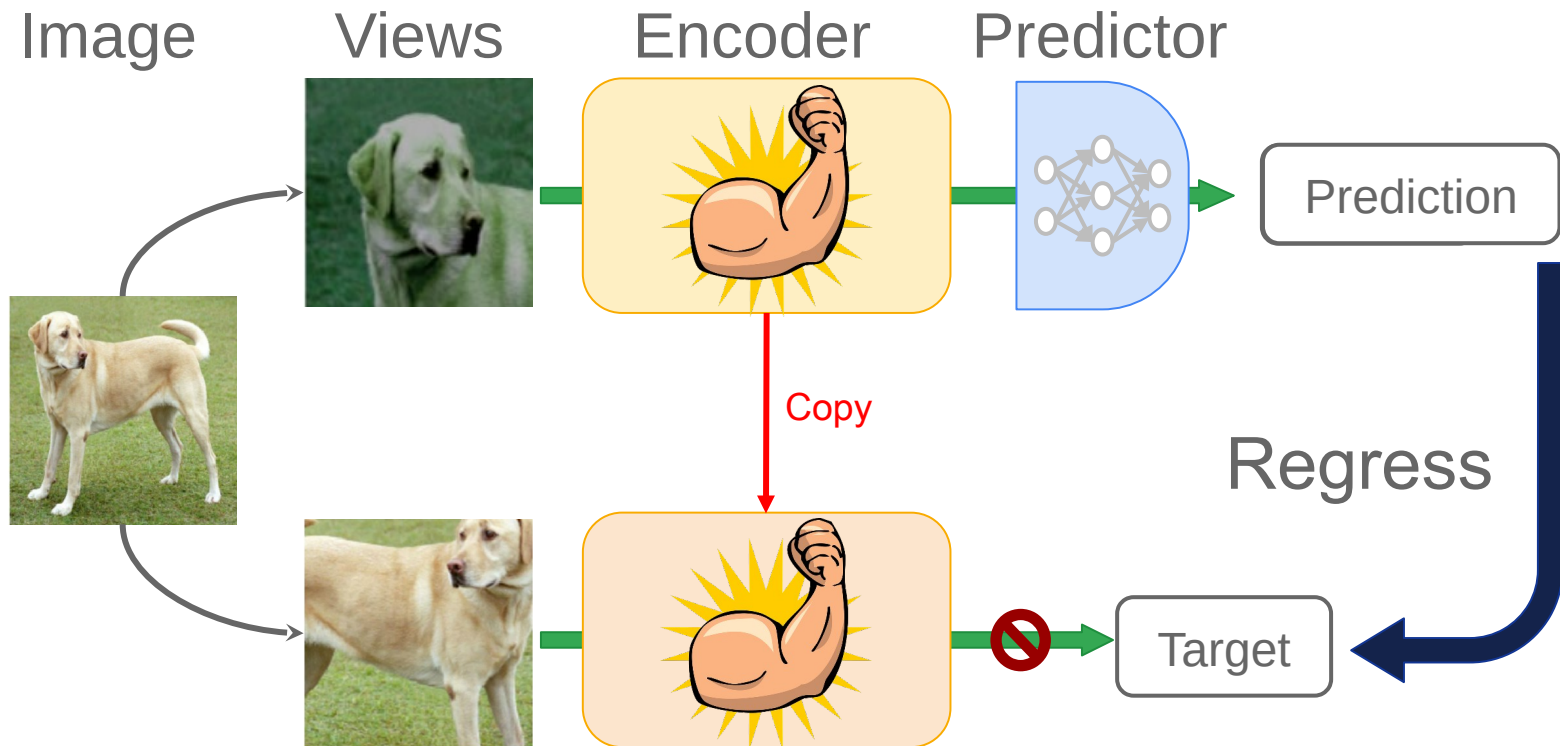 Image
Views
Encoder
Predictor
Prediction
Copy
Regress
Target